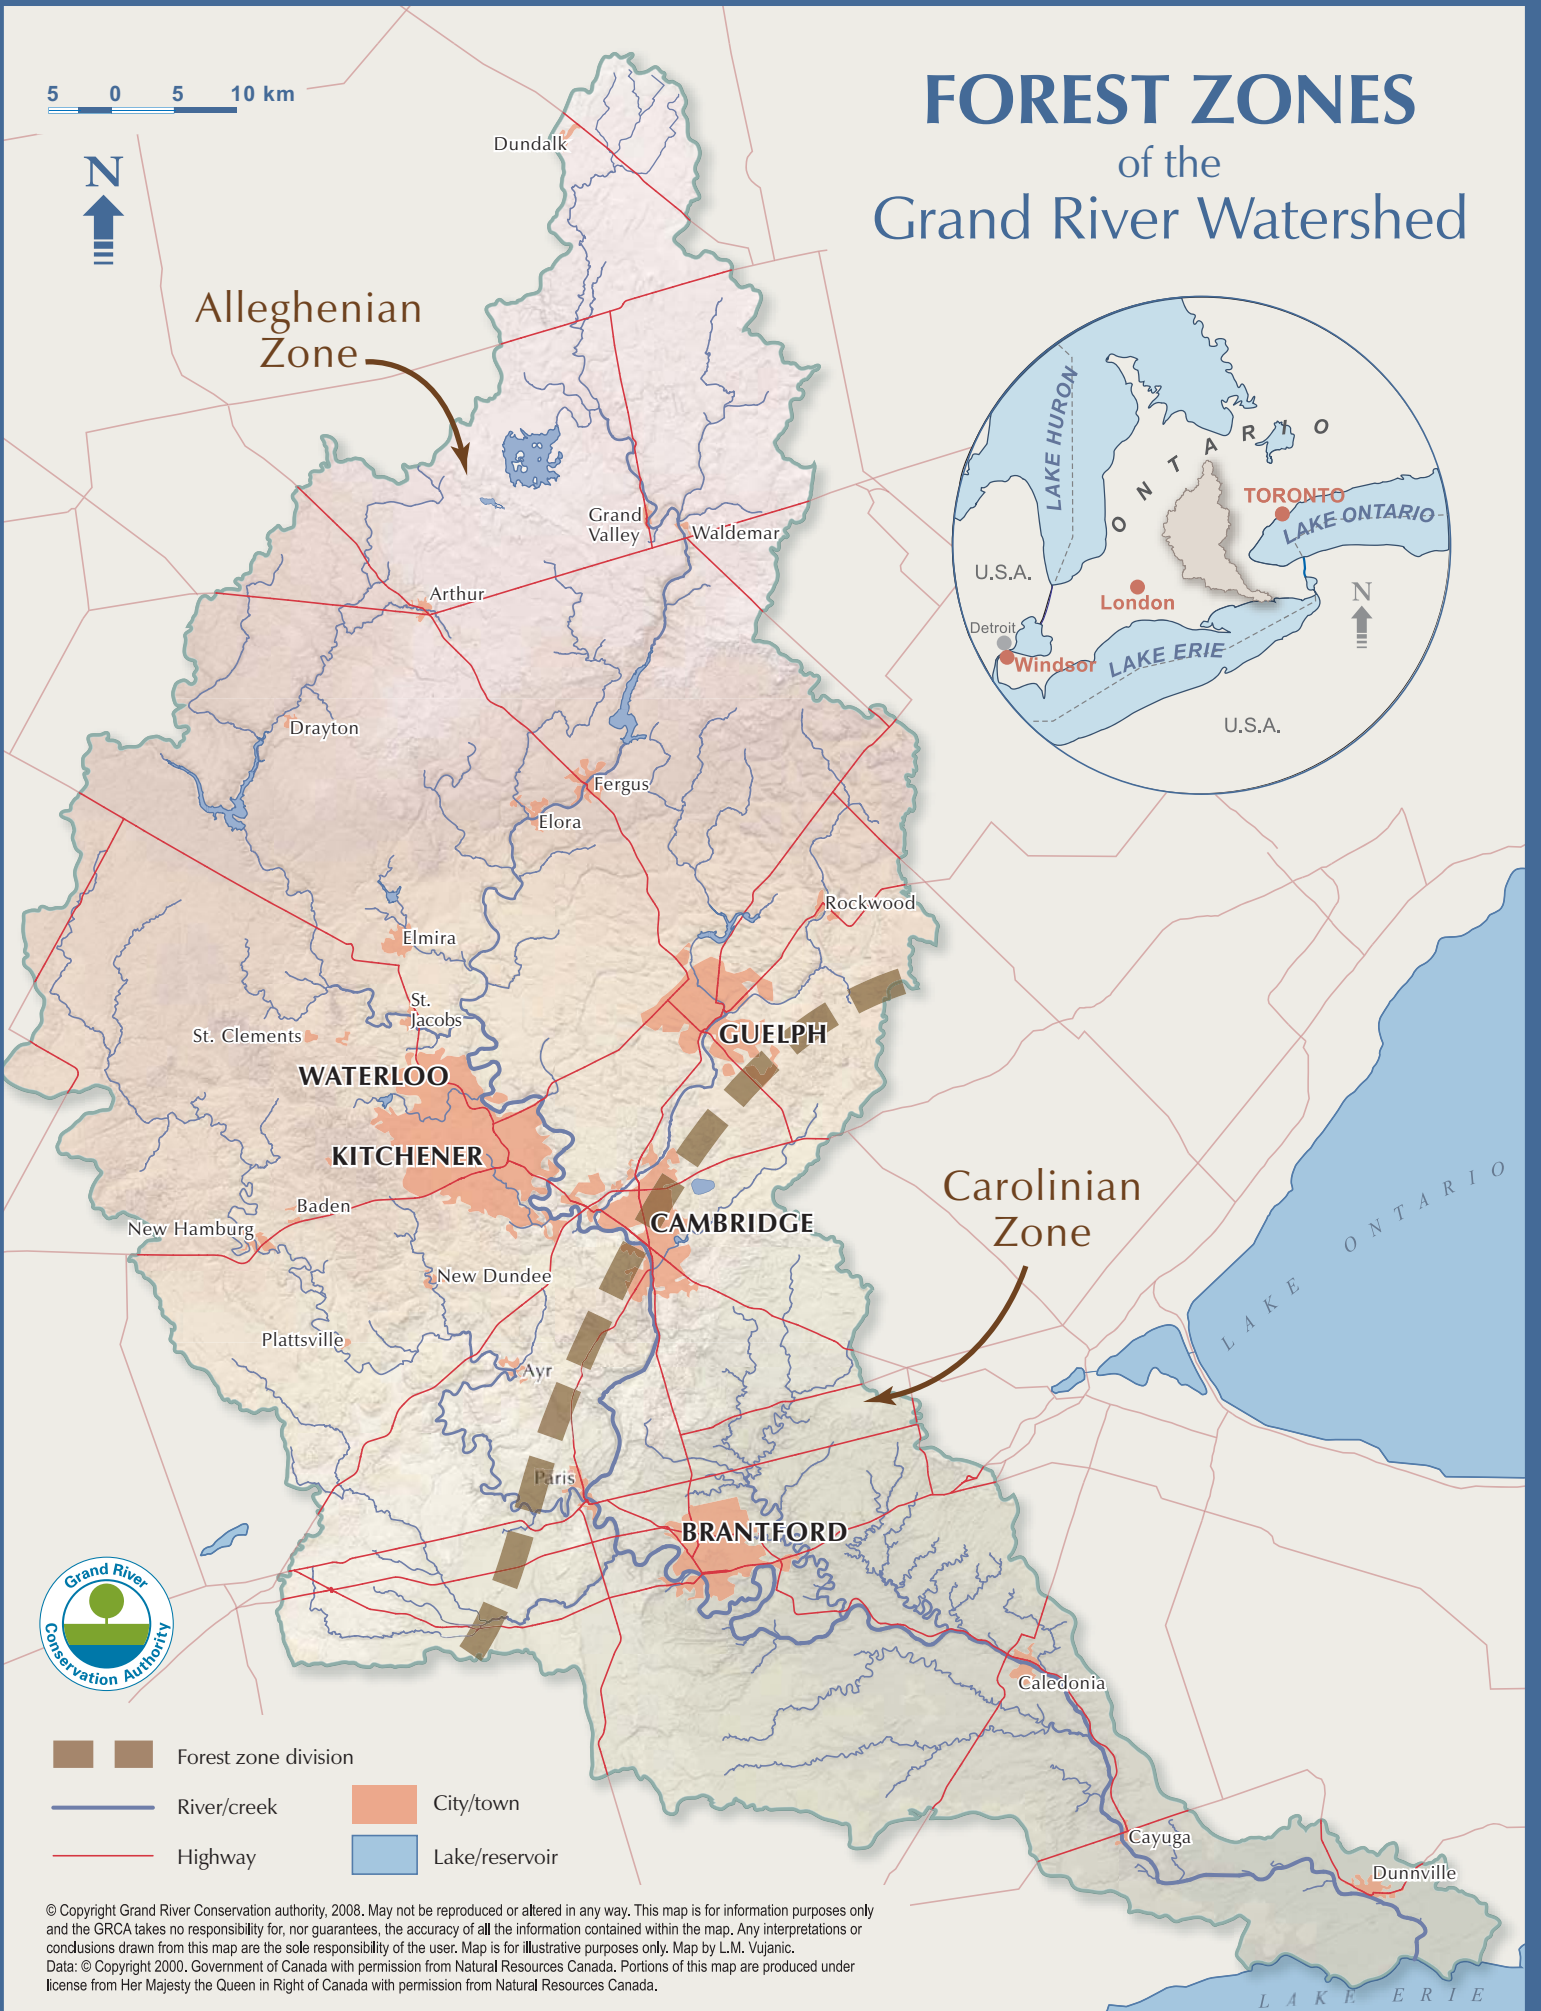 FOREST ZONES
of the
Grand River Watershed
5 0 5 10 km
N
Dundalk
Alleghenian
Zone
LAKE HURON
ONTARIO
TORONTO
LAKE ONTARIO
U.S.A.
London
N
Detroit
Windsor
LAKE ERIE
U.S.A.
Grand
Valley
Waldemar
Arthur
Drayton
Fergus
Elora
Rockwood
Elmira
St.
Jacobs
St. Clements
GUELPH
WATERLOO
KITCHENER
Baden
New Hamburg
CAMBRIDGE
Carolinian
Zone
LAKE ONTARIO
New Dundee
Plattsville
Ayr
Paris
BRANTFORD
Grand River
Conservation Authority
Caledonia
Cayuga
Dunnville
LAKE ERIE
Forest zone division
River/creek
City/town
Highway
Lake/reservoir
© Copyright Grand River Conservation authority, 2008. May not be reproduced or altered in any way. This map is for information purposes only
and the GRCA takes no responsibility for, nor guarantees, the accuracy of all the information contained within the map. Any interpretations or
conclusions drawn from this map are the sole responsibility of the user. Map is for illustrative purposes only. Map by L.M. Vujanic.
Data: © Copyright 2000. Government of Canada with permission from Natural Resources Canada. Portions of this map are produced under
license from Her Majesty the Queen in Right of Canada with permission from Natural Resources Canada.